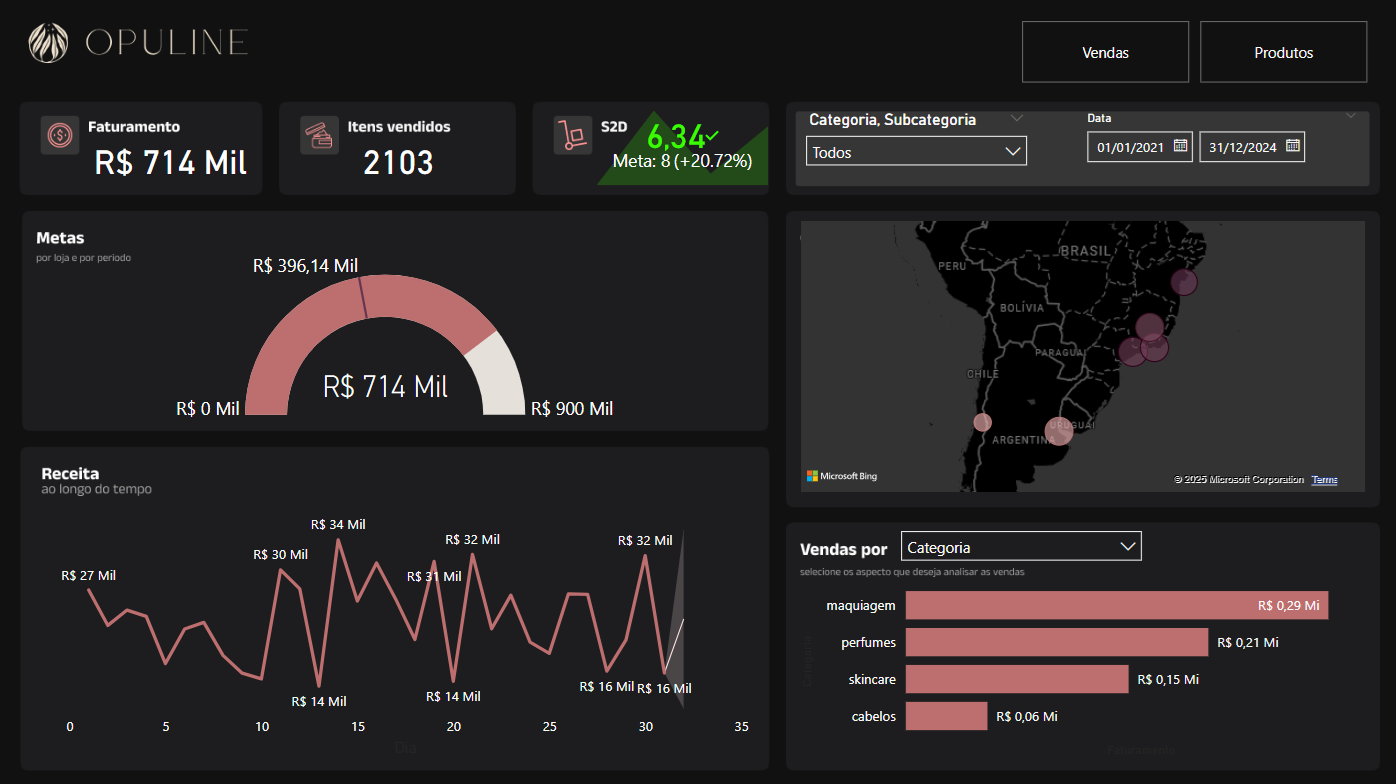 OPULINE
Vendas
Produtos
Faturamento
R$ 714 Mil
Itens vendidos
2103
S2D
6,34
Meta: 8 (+20.72%)
Categoria, Subcategoria
Todos
Data
01/01/2021
31/12/2024
Metas
por loja e por periodo
R$ 396,14 Mil
R$ 714 Mil
R$ 0 Mil
R$ 900 Mil
BRASIL
PERU
BOLÍVIA
PARAGUAI
CHILE
URUGUAI
ARGENTINA
Microsoft Bing
© 2025 Microsoft Corporation
Terms
Receita
ao longo do tempo
R$ 27 Mil
R$ 30 Mil
R$ 34 Mil
R$ 31 Mil
R$ 32 Mil
R$ 32 Mil
R$ 14 Mil
R$ 14 Mil
R$ 16 Mil
R$ 16 Mil
0
5
10
15
20
25
30
35
Dia
Vendas por
Categoria
selecione os aspecto que deseja analisar as vendas
maquiagem
R$ 0,29 Mi
perfumes
R$ 0,21 Mi
skincare
R$ 0,15 Mi
cabelos
R$ 0,06 Mi